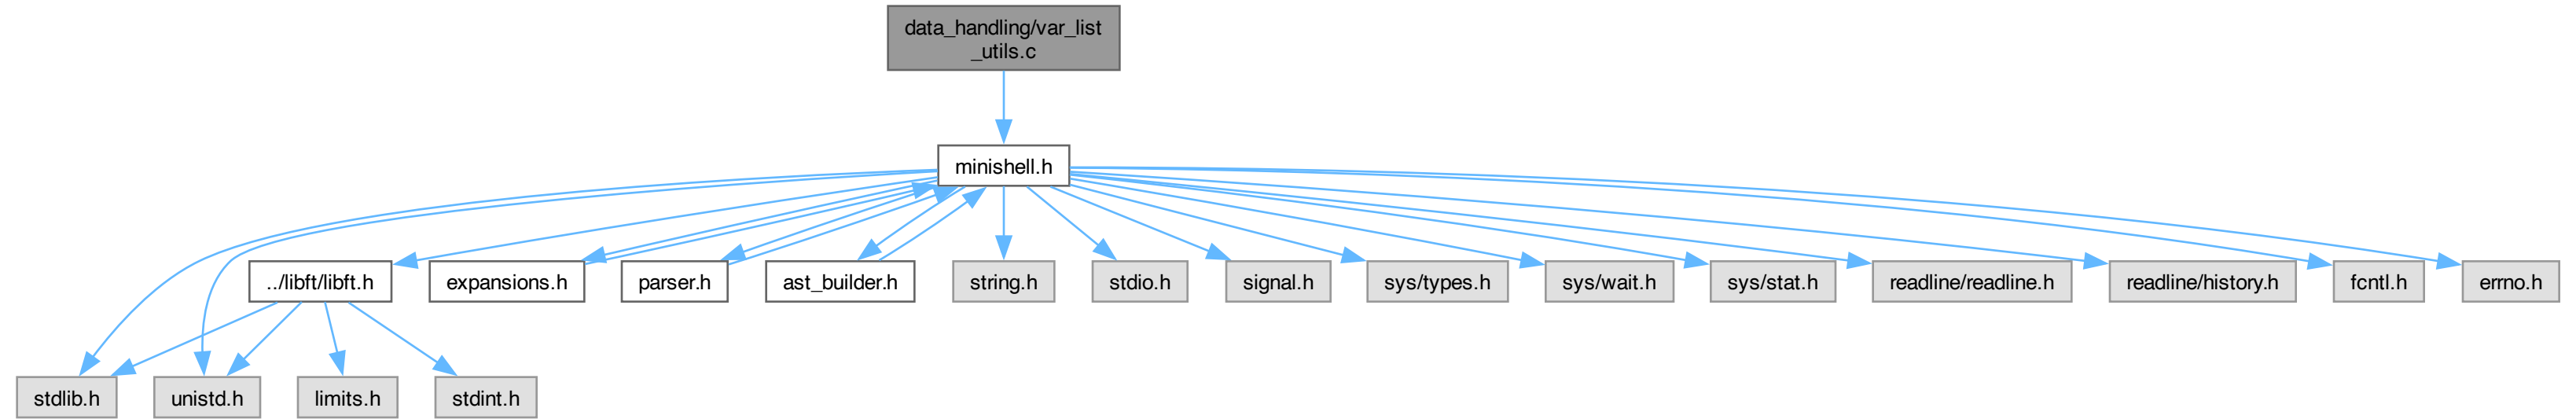 data_handling/var_list
_utils.c
minishell.h
../libft/libft.h
expansions.h
parser.h
ast_builder.h
string.h
stdio.h
signal.h
sys/types.h
sys/wait.h
sys/stat.h
readline/readline.h
readline/history.h
fcntl.h
errno.h
stdlib.h
unistd.h
limits.h
stdint.h